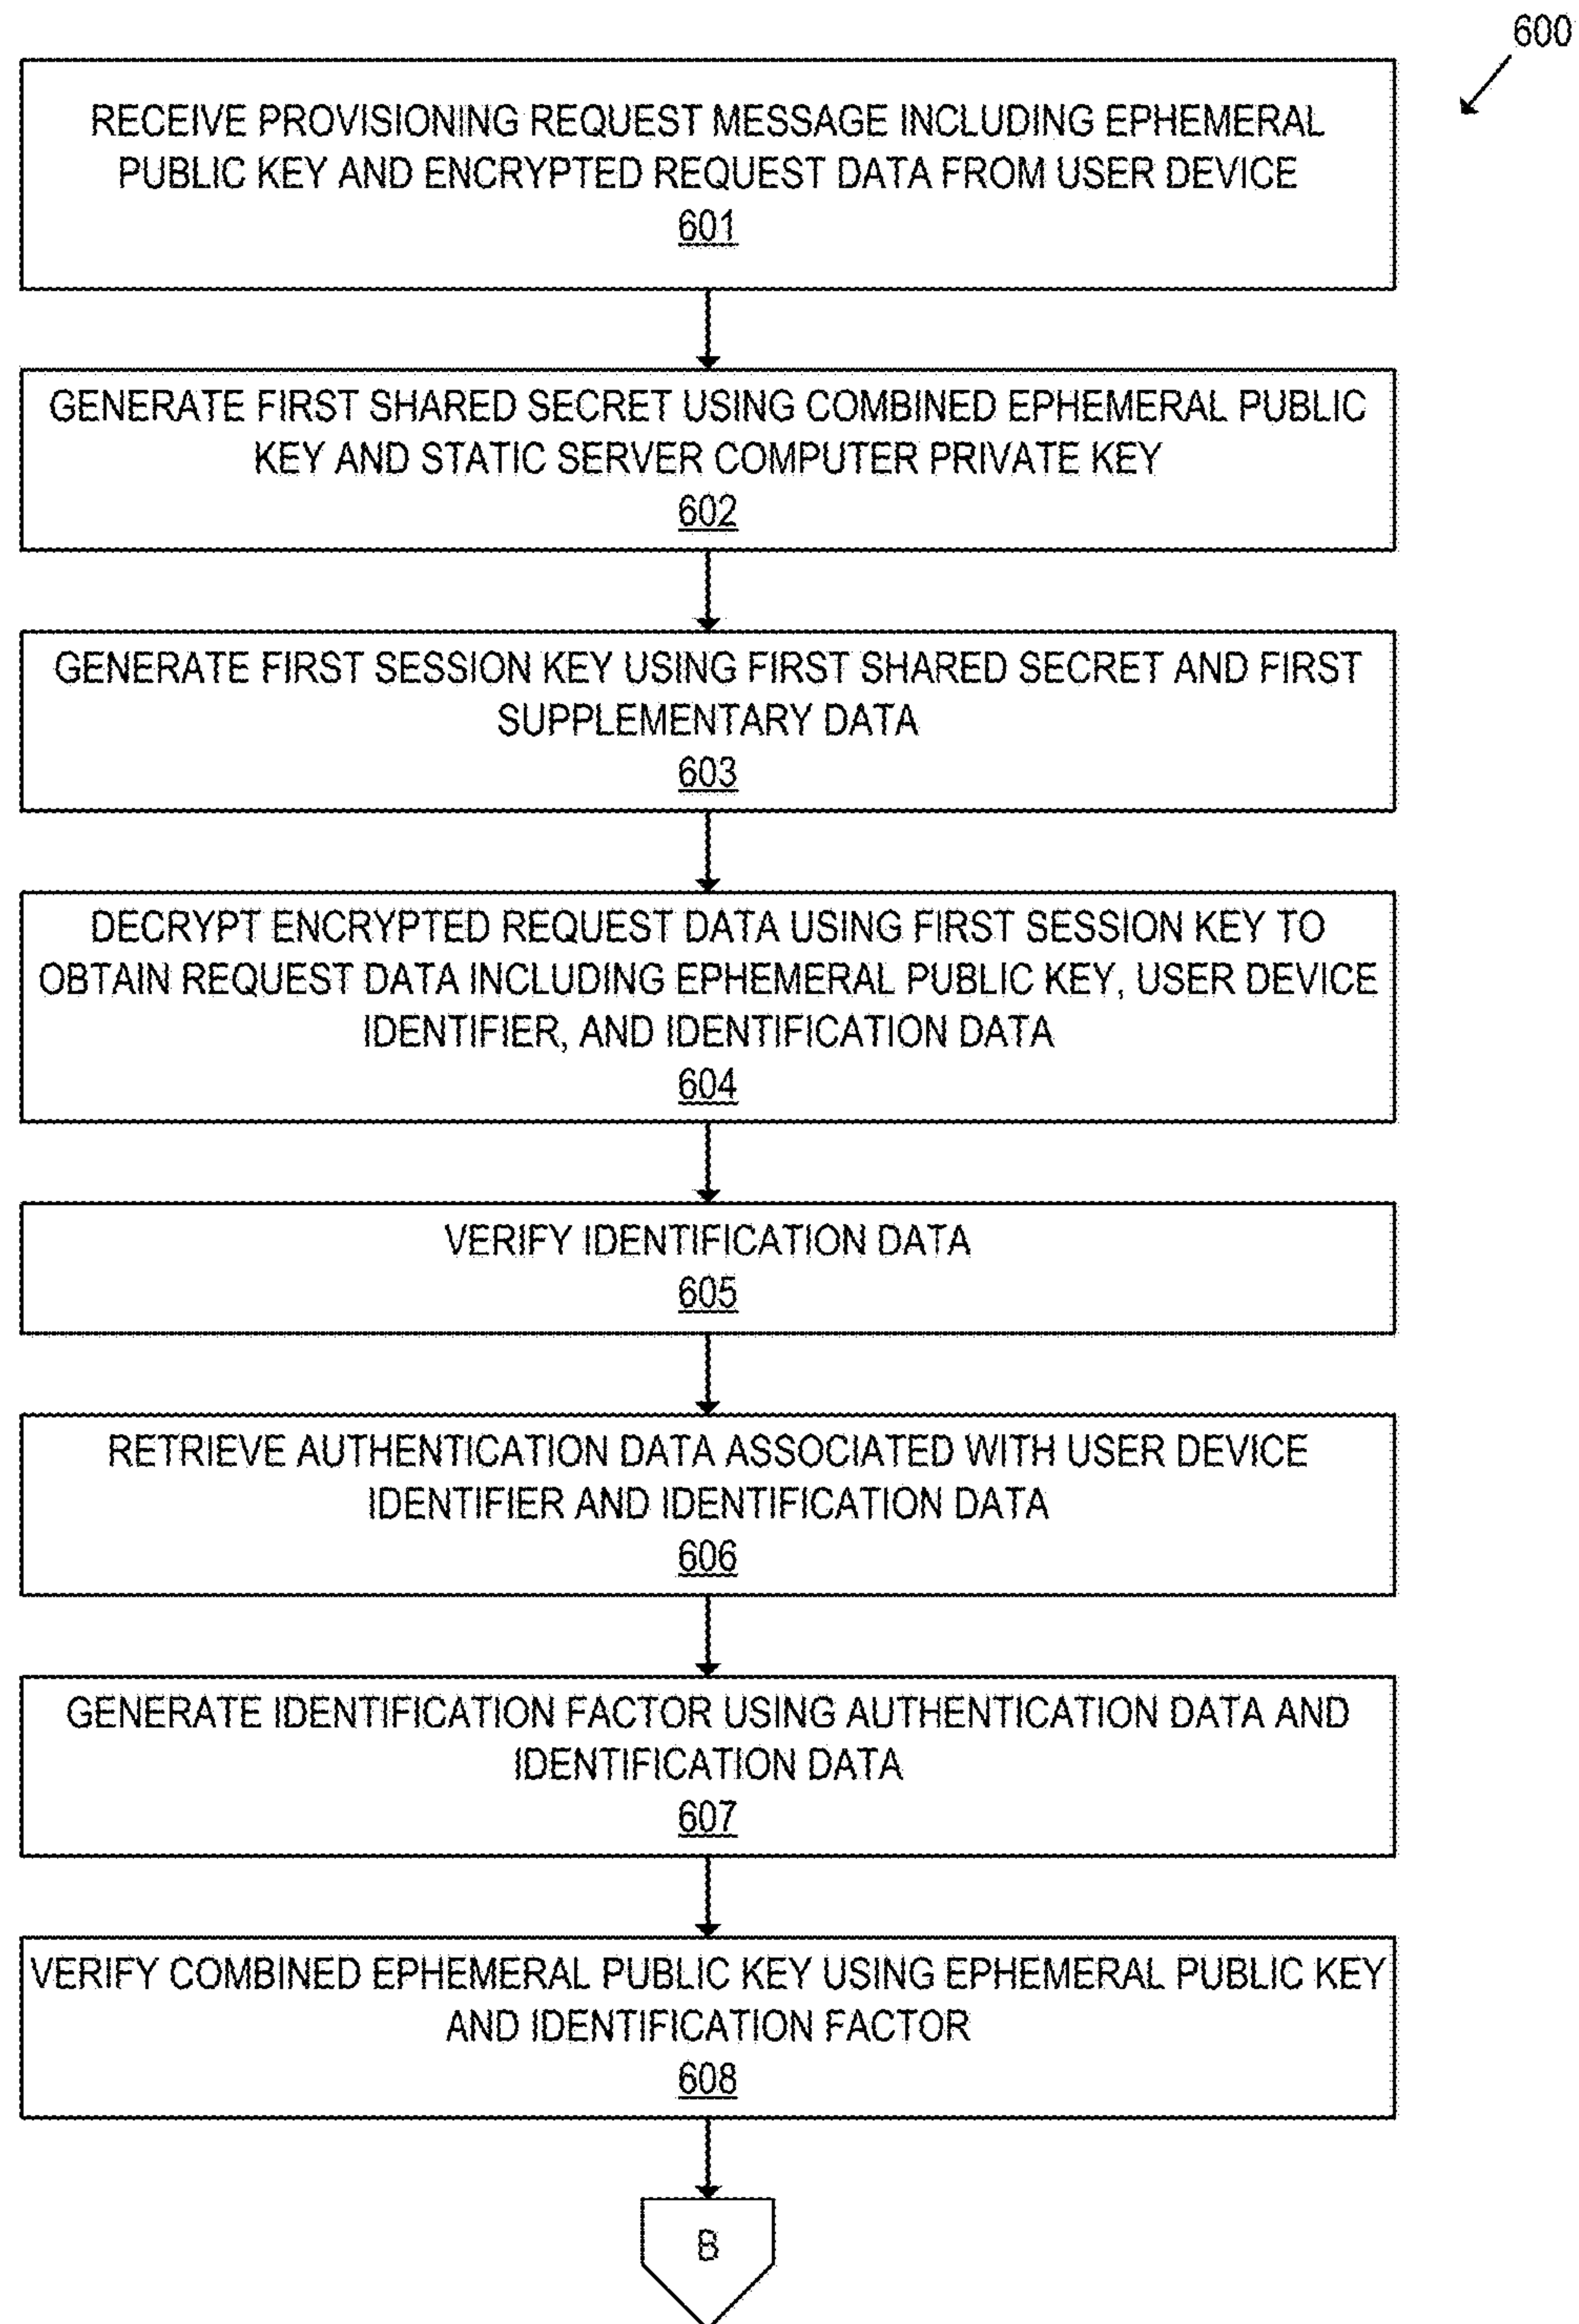 600
RECEIVE PROVISIONING REQUEST MESSAGE INCLUDING EPHEMERAL
PUBLIC KEY AND ENCRYPTED REQUEST DATA FROM USER DEVICE
601
GENERATE FIRST SHARED SECRET USING COMBINED EPHEMERAL PUBLIC
KEY AND STATIC SERVER COMPUTER PRIVATE KEY
602
GENERATE FIRST SESSION KEY USING FIRST SHARED SECRET AND FIRST
SUPPLEMENTARY DATA
603
DECRYPT ENCRYPTED REQUEST DATA USING FIRST SESSION KEY TO
OBTAIN REQUEST DATA INCLUDING EPHEMERAL PUBLIC KEY, USER DEVICE
IDENTIFIER, AND IDENTIFICATION DATA
604
VERIFY IDENTIFICATION DATA
605
RETRIEVE AUTHENTICATION DATA ASSOCIATED WITH USER DEVICE
IDENTIFIER AND IDENTIFICATION DATA
606
GENERATE IDENTIFICATION FACTOR USING AUTHENTICATION DATA AND
IDENTIFICATION DATA
607
VERIFY COMBINED EPHEMERAL PUBLIC KEY USING EPHEMERAL PUBLIC KEY
AND IDENTIFICATION FACTOR
608
B